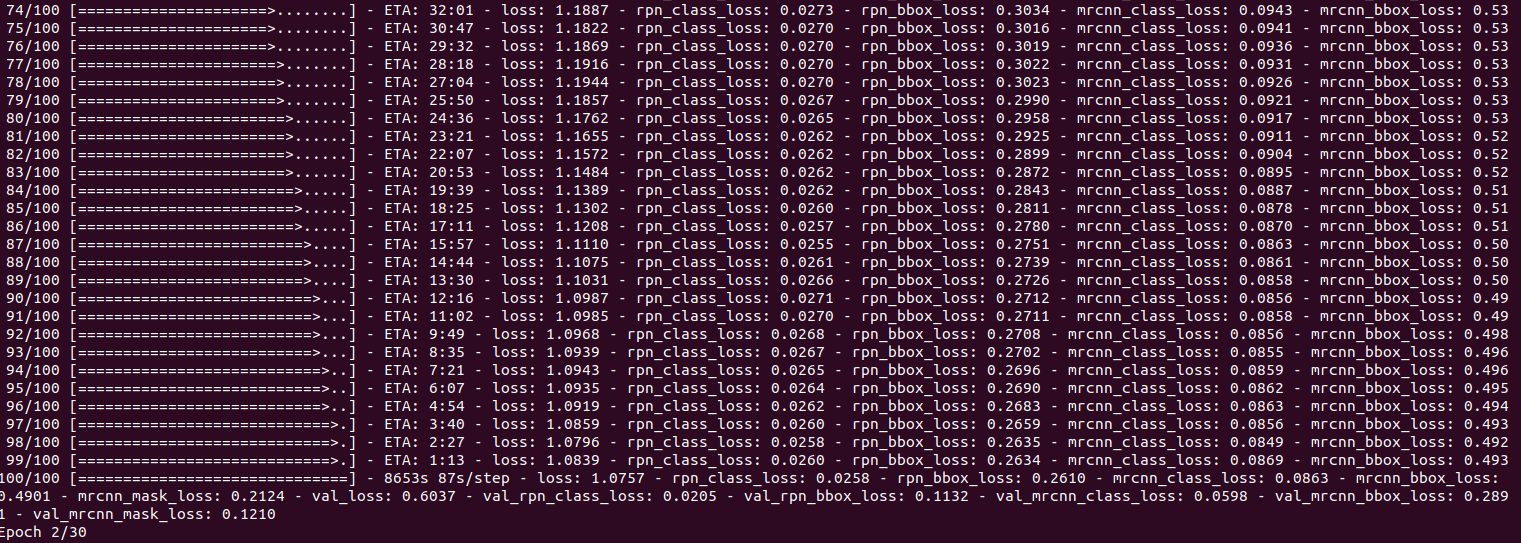 74/100 [=====================>........] - ETA: 32:01 - loss: 1.1887 - rpn_class_loss: 0.0273 - rpn_bbox_loss: 0.3034 - mrcnn_class_loss: 0.0943 - mrcnn_bbox_loss: 0.53
75/100 [=====================>........] - ETA: 30:47 - loss: 1.1822 - rpn_class_loss: 0.0270 - rpn_bbox_loss: 0.3016 - mrcnn_class_loss: 0.0941 - mrcnn_bbox_loss: 0.53
76/100 [=====================>........] - ETA: 29:32 - loss: 1.1869 - rpn_class_loss: 0.0270 - rpn_bbox_loss: 0.3019 - mrcnn_class_loss: 0.0936 - mrcnn_bbox_loss: 0.53
77/100 [======================>.......] - ETA: 28:18 - loss: 1.1916 - rpn_class_loss: 0.0270 - rpn_bbox_loss: 0.3022 - mrcnn_class_loss: 0.0931 - mrcnn_bbox_loss: 0.53
78/100 [======================>.......] - ETA: 27:04 - loss: 1.1944 - rpn_class_loss: 0.0270 - rpn_bbox_loss: 0.3023 - mrcnn_class_loss: 0.0926 - mrcnn_bbox_loss: 0.53
79/100 [======================>.......] - ETA: 25:50 - loss: 1.1857 - rpn_class_loss: 0.0267 - rpn_bbox_loss: 0.2990 - mrcnn_class_loss: 0.0921 - mrcnn_bbox_loss: 0.53
80/100 [=======================>......] - ETA: 24:36 - loss: 1.1762 - rpn_class_loss: 0.0265 - rpn_bbox_loss: 0.2958 - mrcnn_class_loss: 0.0917 - mrcnn_bbox_loss: 0.53
81/100 [=======================>......] - ETA: 23:21 - loss: 1.1655 - rpn_class_loss: 0.0262 - rpn_bbox_loss: 0.2925 - mrcnn_class_loss: 0.0911 - mrcnn_bbox_loss: 0.52
82/100 [=======================>......] - ETA: 22:07 - loss: 1.1572 - rpn_class_loss: 0.0262 - rpn_bbox_loss: 0.2899 - mrcnn_class_loss: 0.0904 - mrcnn_bbox_loss: 0.52
83/100 [=======================>......] - ETA: 20:53 - loss: 1.1484 - rpn_class_loss: 0.0262 - rpn_bbox_loss: 0.2872 - mrcnn_class_loss: 0.0895 - mrcnn_bbox_loss: 0.52
84/100 [========================>.....] - ETA: 19:39 - loss: 1.1389 - rpn_class_loss: 0.0262 - rpn_bbox_loss: 0.2843 - mrcnn_class_loss: 0.0887 - mrcnn_bbox_loss: 0.51
85/100 [========================>.....] - ETA: 18:25 - loss: 1.1302 - rpn_class_loss: 0.0260 - rpn_bbox_loss: 0.2811 - mrcnn_class_loss: 0.0878 - mrcnn_bbox_loss: 0.51
86/100 [========================>.....] - ETA: 17:11 - loss: 1.1208 - rpn_class_loss: 0.0257 - rpn_bbox_loss: 0.2780 - mrcnn_class_loss: 0.0870 - mrcnn_bbox_loss: 0.51
87/100 [=========================>....] - ETA: 15:57 - loss: 1.1110 - rpn_class_loss: 0.0255 - rpn_bbox_loss: 0.2751 - mrcnn_class_loss: 0.0863 - mrcnn_bbox_loss: 0.50
88/100 [=========================>....] - ETA: 14:44 - loss: 1.1075 - rpn_class_loss: 0.0261 - rpn_bbox_loss: 0.2739 - mrcnn_class_loss: 0.0861 - mrcnn_bbox_loss: 0.50
89/100 [=========================>....] - ETA: 13:30 - loss: 1.1031 - rpn_class_loss: 0.0266 - rpn_bbox_loss: 0.2726 - mrcnn_class_loss: 0.0858 - mrcnn_bbox_loss: 0.50
90/100 [==========================>...] - ETA: 12:16 - loss: 1.0987 - rpn_class_loss: 0.0271 - rpn_bbox_loss: 0.2712 - mrcnn_class_loss: 0.0856 - mrcnn_bbox_loss: 0.49
91/100 [==========================>...] - ETA: 11:02 - loss: 1.0985 - rpn_class_loss: 0.0270 - rpn_bbox_loss: 0.2711 - mrcnn_class_loss: 0.0858 - mrcnn_bbox_loss: 0.49
92/100 [==========================>...] - ETA: 9:49 - loss: 1.0968 - rpn_class_loss: 0.0268 - rpn_bbox_loss: 0.2708 - mrcnn_class_loss: 0.0856 - mrcnn_bbox_loss: 0.498
93/100 [==========================>...] - ETA: 8:35 - loss: 1.0939 - rpn_class_loss: 0.0267 - rpn_bbox_loss: 0.2702 - mrcnn_class_loss: 0.0855 - mrcnn_bbox_loss: 0.496
94/100 [===========================>..] - ETA: 7:21 - loss: 1.0943 - rpn_class_loss: 0.0265 - rpn_bbox_loss: 0.2696 - mrcnn_class_loss: 0.0859 - mrcnn_bbox_loss: 0.496
95/100 [===========================>..] - ETA: 6:07 - loss: 1.0935 - rpn_class_loss: 0.0264 - rpn_bbox_loss: 0.2690 - mrcnn_class_loss: 0.0862 - mrcnn_bbox_loss: 0.495
96/100 [===========================>..] - ETA: 4:54 - loss: 1.0919 - rpn_class_loss: 0.0262 - rpn_bbox_loss: 0.2683 - mrcnn_class_loss: 0.0863 - mrcnn_bbox_loss: 0.494
97/100 [============================>.] - ETA: 3:40 - loss: 1.0859 - rpn_class_loss: 0.0260 - rpn_bbox_loss: 0.2659 - mrcnn_class_loss: 0.0856 - mrcnn_bbox_loss: 0.493
98/100 [============================>.] - ETA: 2:27 - loss: 1.0796 - rpn_class_loss: 0.0258 - rpn_bbox_loss: 0.2635 - mrcnn_class_loss: 0.0849 - mrcnn_bbox_loss: 0.492
99/100 [============================>.] - ETA: 1:13 - loss: 1.0839 - rpn_class_loss: 0.0260 - rpn_bbox_loss: 0.2634 - mrcnn_class_loss: 0.0869 - mrcnn_bbox_loss: 0.493
100/100 [==============================] - 8653s 87s/step - loss: 1.0757 - rpn_class_loss: 0.0258 - rpn_bbox_loss: 0.2610 - mrcnn_class_loss: 0.0863 - mrcnn_bbox_loss:
0.4901 - mrcnn_mask_loss: 0.2124 - val_loss: 0.6037 - val_rpn_class_loss: 0.0205 - val_rpn_bbox_loss: 0.1132 - val_mrcnn_class_loss: 0.0598 - val_mrcnn_bbox_loss: 0.289
1 - val_mrcnn_mask_loss: 0.1210
Epoch 2/30